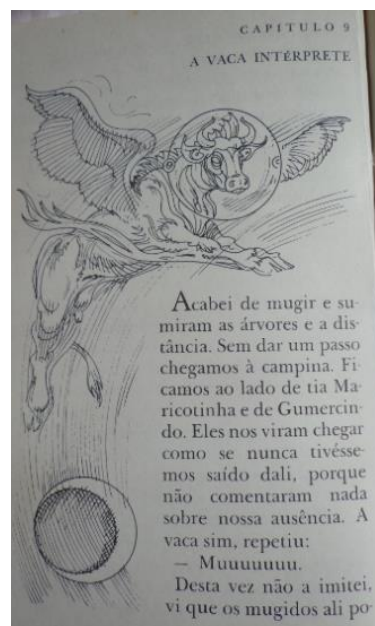 CAPÍTULO 9
A VACA INTÉRPRETE
Acabei de mugir e su-
miram as árvores e a dis-
tância. Sem dar um passo
chegamos à campina. Fi-
camos ao lado de tia Ma-
ricotinha e de Gumercin-
do. Eles nos viram chegar
como se nunca tivésse-
mos saído dali, porque
não comentaram nada
sobre nossa ausência. A
vaca sim, repetiu:
— Muuuuuuu.
Desta vez não a imitei,
vi que os mugidos ali po-